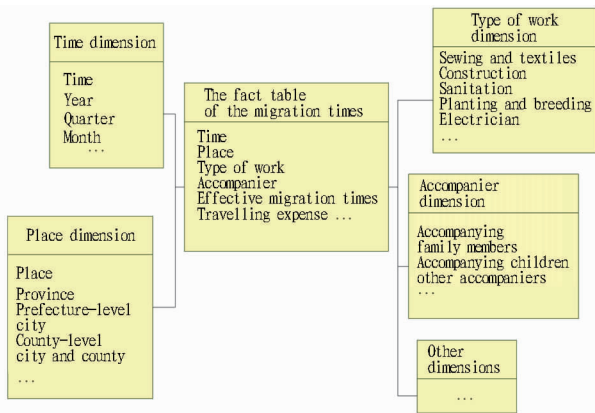 Time dimension
Time
Year
Quarter
Month
...
Place dimension
Place
Province
Prefecture-level
city
County-level
city and county
...
The fact table
of the migration times
Time
Place
Type of work
Accompanier
Effective migration times
Travelling expense ...
Type of work
dimension
Sewing and textiles
Construction
Sanitation
Planting and breeding
Electrician
...
Accompanier
dimension
Accompanying
family members
Accompanying children
other accompaniers
...
Other
dimensions
...